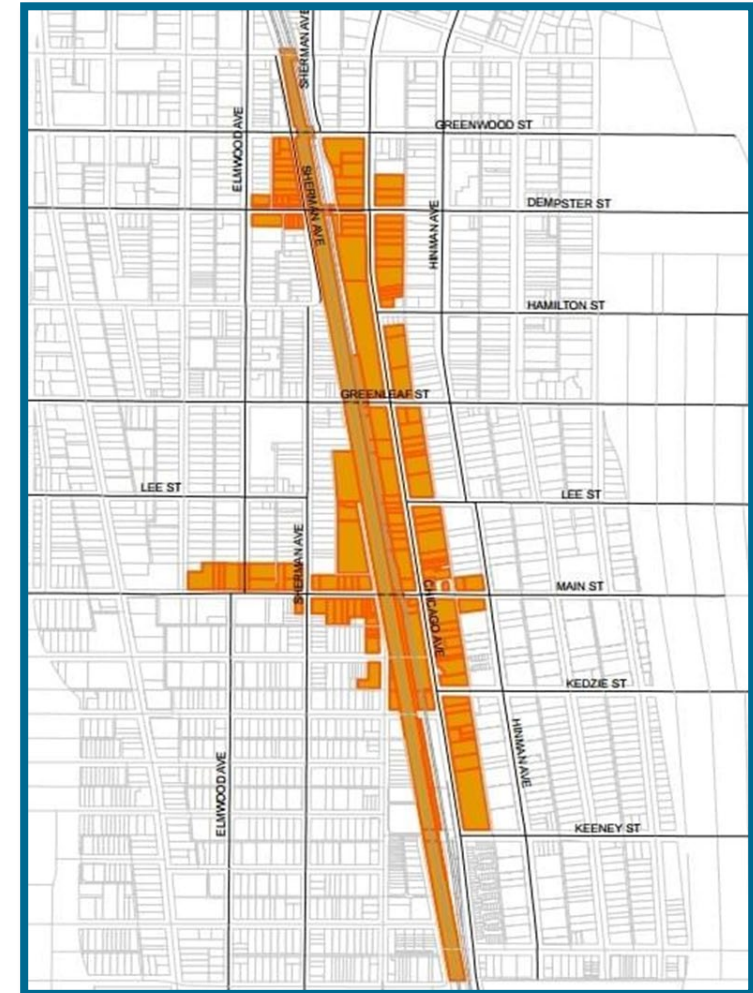 SHERMAN AVE
GREENWOOD ST
ELMWOOD AVE
SHERMAN AVE
DEMPSTER ST
HINMAN AVE
HAMILTON ST
GREENLEAF ST
LEE ST
LEE ST
SHERMAN AVE
MAIN ST
CHICAGO AVE
KEDZIE ST
HINMAN AVE
ELMWOOD AVE
KEENEY ST